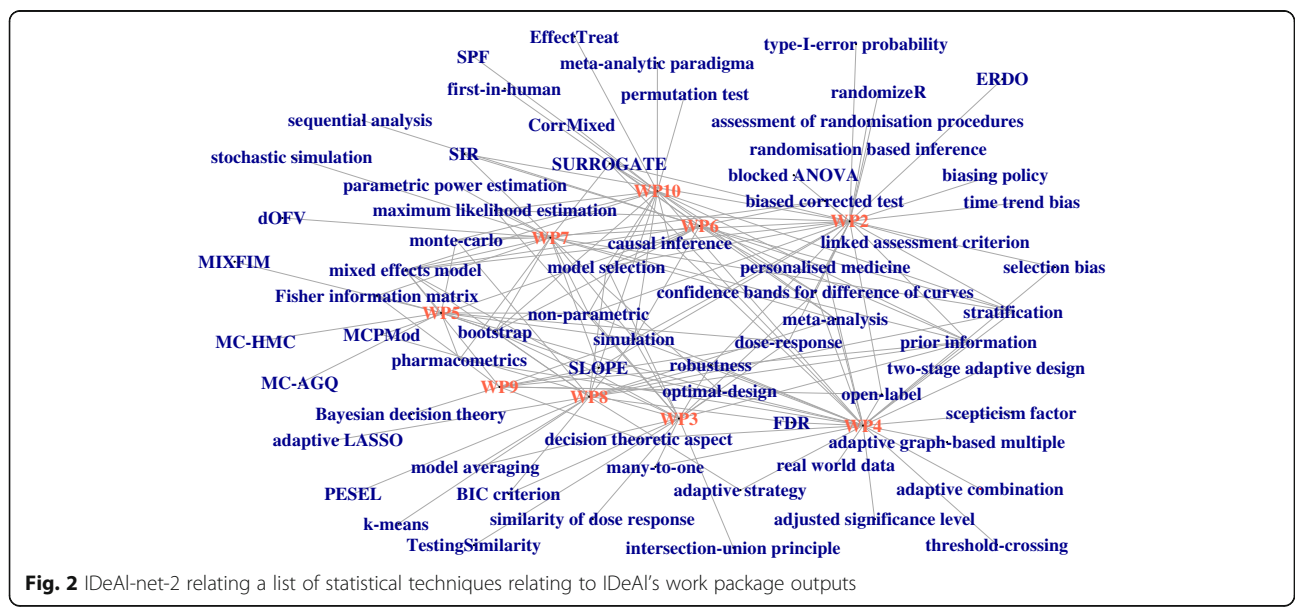 EffectTreat
type-I-error probability
SPF
meta-analytic paradigma
ERDO
first-in-human
permutation test
randomizeR
sequential analysis
CorrMixed
assessment of randomisation procedures
stochastic simulation
SIR
SURROGATE
randomisation based inference
parametric power estimation
WP10
blocked ANOVA
biasing policy
dOFV
maximum likelihood estimation
biased corrected test
time trend bias
monte-carlo
WP7
WP6
WP2
causal inference
linked assessment criterion
MIXFIM
mixed effects model
model selection
personalised medicine
selection bias
Fisher information matrix
confidence bands for difference of curves
WP5
non-parametric
meta-analysis
stratification
MC-HMC
MCPMod
bootstrap
simulation
dose-response
prior information
pharmacometrics
SLOPE
robustness
two-stage adaptive design
MC-AGQ
WP9
WP8
optimal-design
open-label
Bayesian decision theory
WP3
FDR
WP4
scepticism factor
adaptive LASSO
decision theoretic aspect
adaptive graph-based multiple
model averaging
many-to-one
real world data
PESEL
BIC criterion
adaptive strategy
adaptive combination
k-means
similarity of dose response
adjusted significance level
TestingSimilarity
intersection-union principle
threshold-crossing
Fig. 2 IDeAl-net-2 relating a list of statistical techniques relating to IDeAl's work package outputs